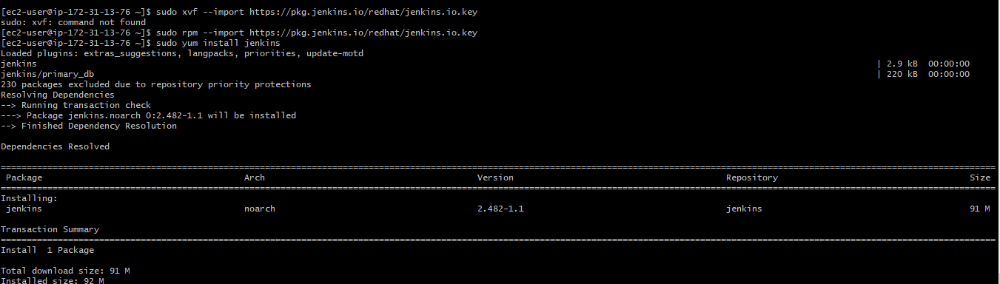 [ec2-user@ip-172-31-13-76 ~]$ sudo xvf --import https://pkg.jenkins.io/redhat/jenkins.io.key
sudo: xvf: command not found
[ec2-user@ip-172-31-13-76 ~]$ sudo rpm --import https://pkg.jenkins.io/redhat/jenkins.io.key
[ec2-user@ip-172-31-13-76 ~]$ sudo yum install jenkins
Loaded plugins: extras_suggestions, langpacks, priorities, update-motd
jenkins | 2.9 kB 00:00:00
jenkins/primary_db | 220 kB 00:00:00
230 packages excluded due to repository priority protections
Resolving Dependencies
--> Running transaction check
---> Package jenkins.noarch 0:2.482-1.1 will be installed
--> Finished Dependency Resolution
Dependencies Resolved
Package Arch Version Repository Size
Installing:
jenkins noarch 2.482-1.1 jenkins 91 M
Transaction Summary
Install 1 Package
Total download size: 91 M
Installed size: 92 M